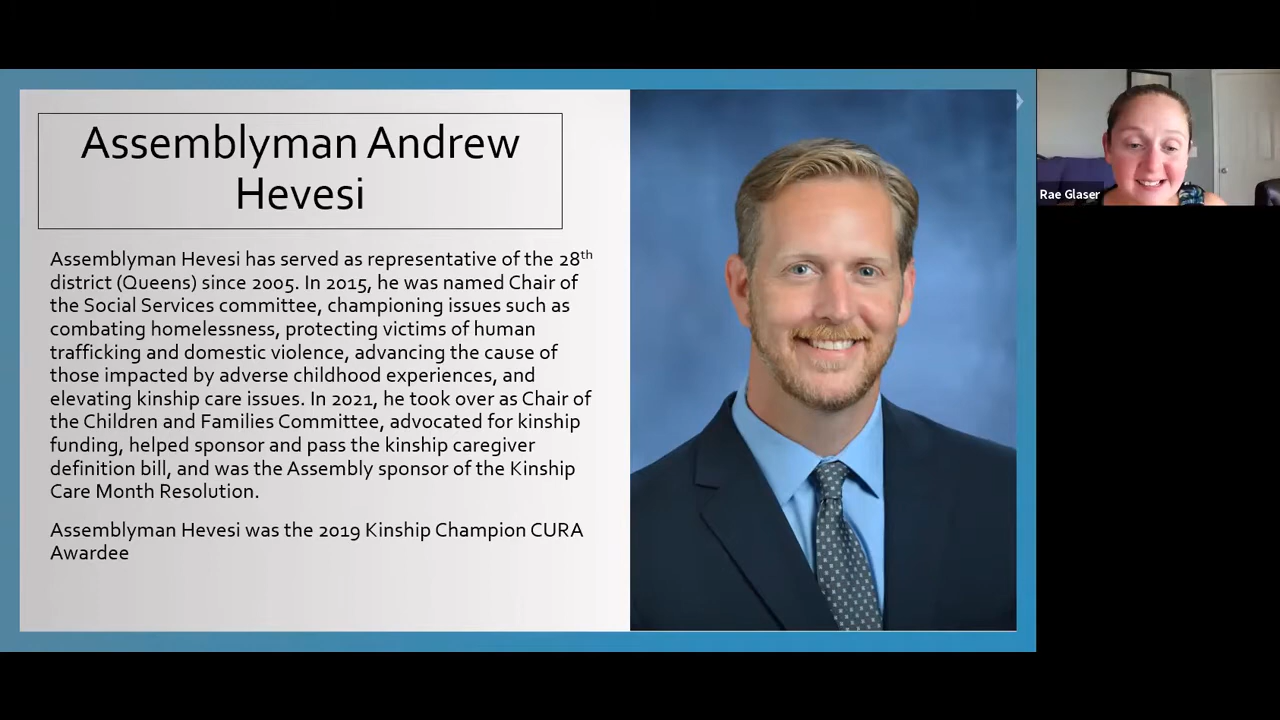 Assemblyman Andrew
Hevesi
Assemblyman Hevesi has served as representative of the 28th
district (Queens) since 2005. In 2015, he was named Chair of
the Social Services committee, championing issues such as
combating homelessness, protecting victims of human
trafficking and domestic violence, advancing the cause of
those impacted by adverse childhood experiences, and
elevating kinship care issues. In 2021, he took over as Chair of
the Children and Families Committee, advocated for kinship
funding, helped sponsor and pass the kinship caregiver
definition bill, and was the Assembly sponsor of the Kinship
Care Month Resolution.
Assemblyman Hevesi was the 2019 Kinship Champion CURA
Awardee
Rae Glaser